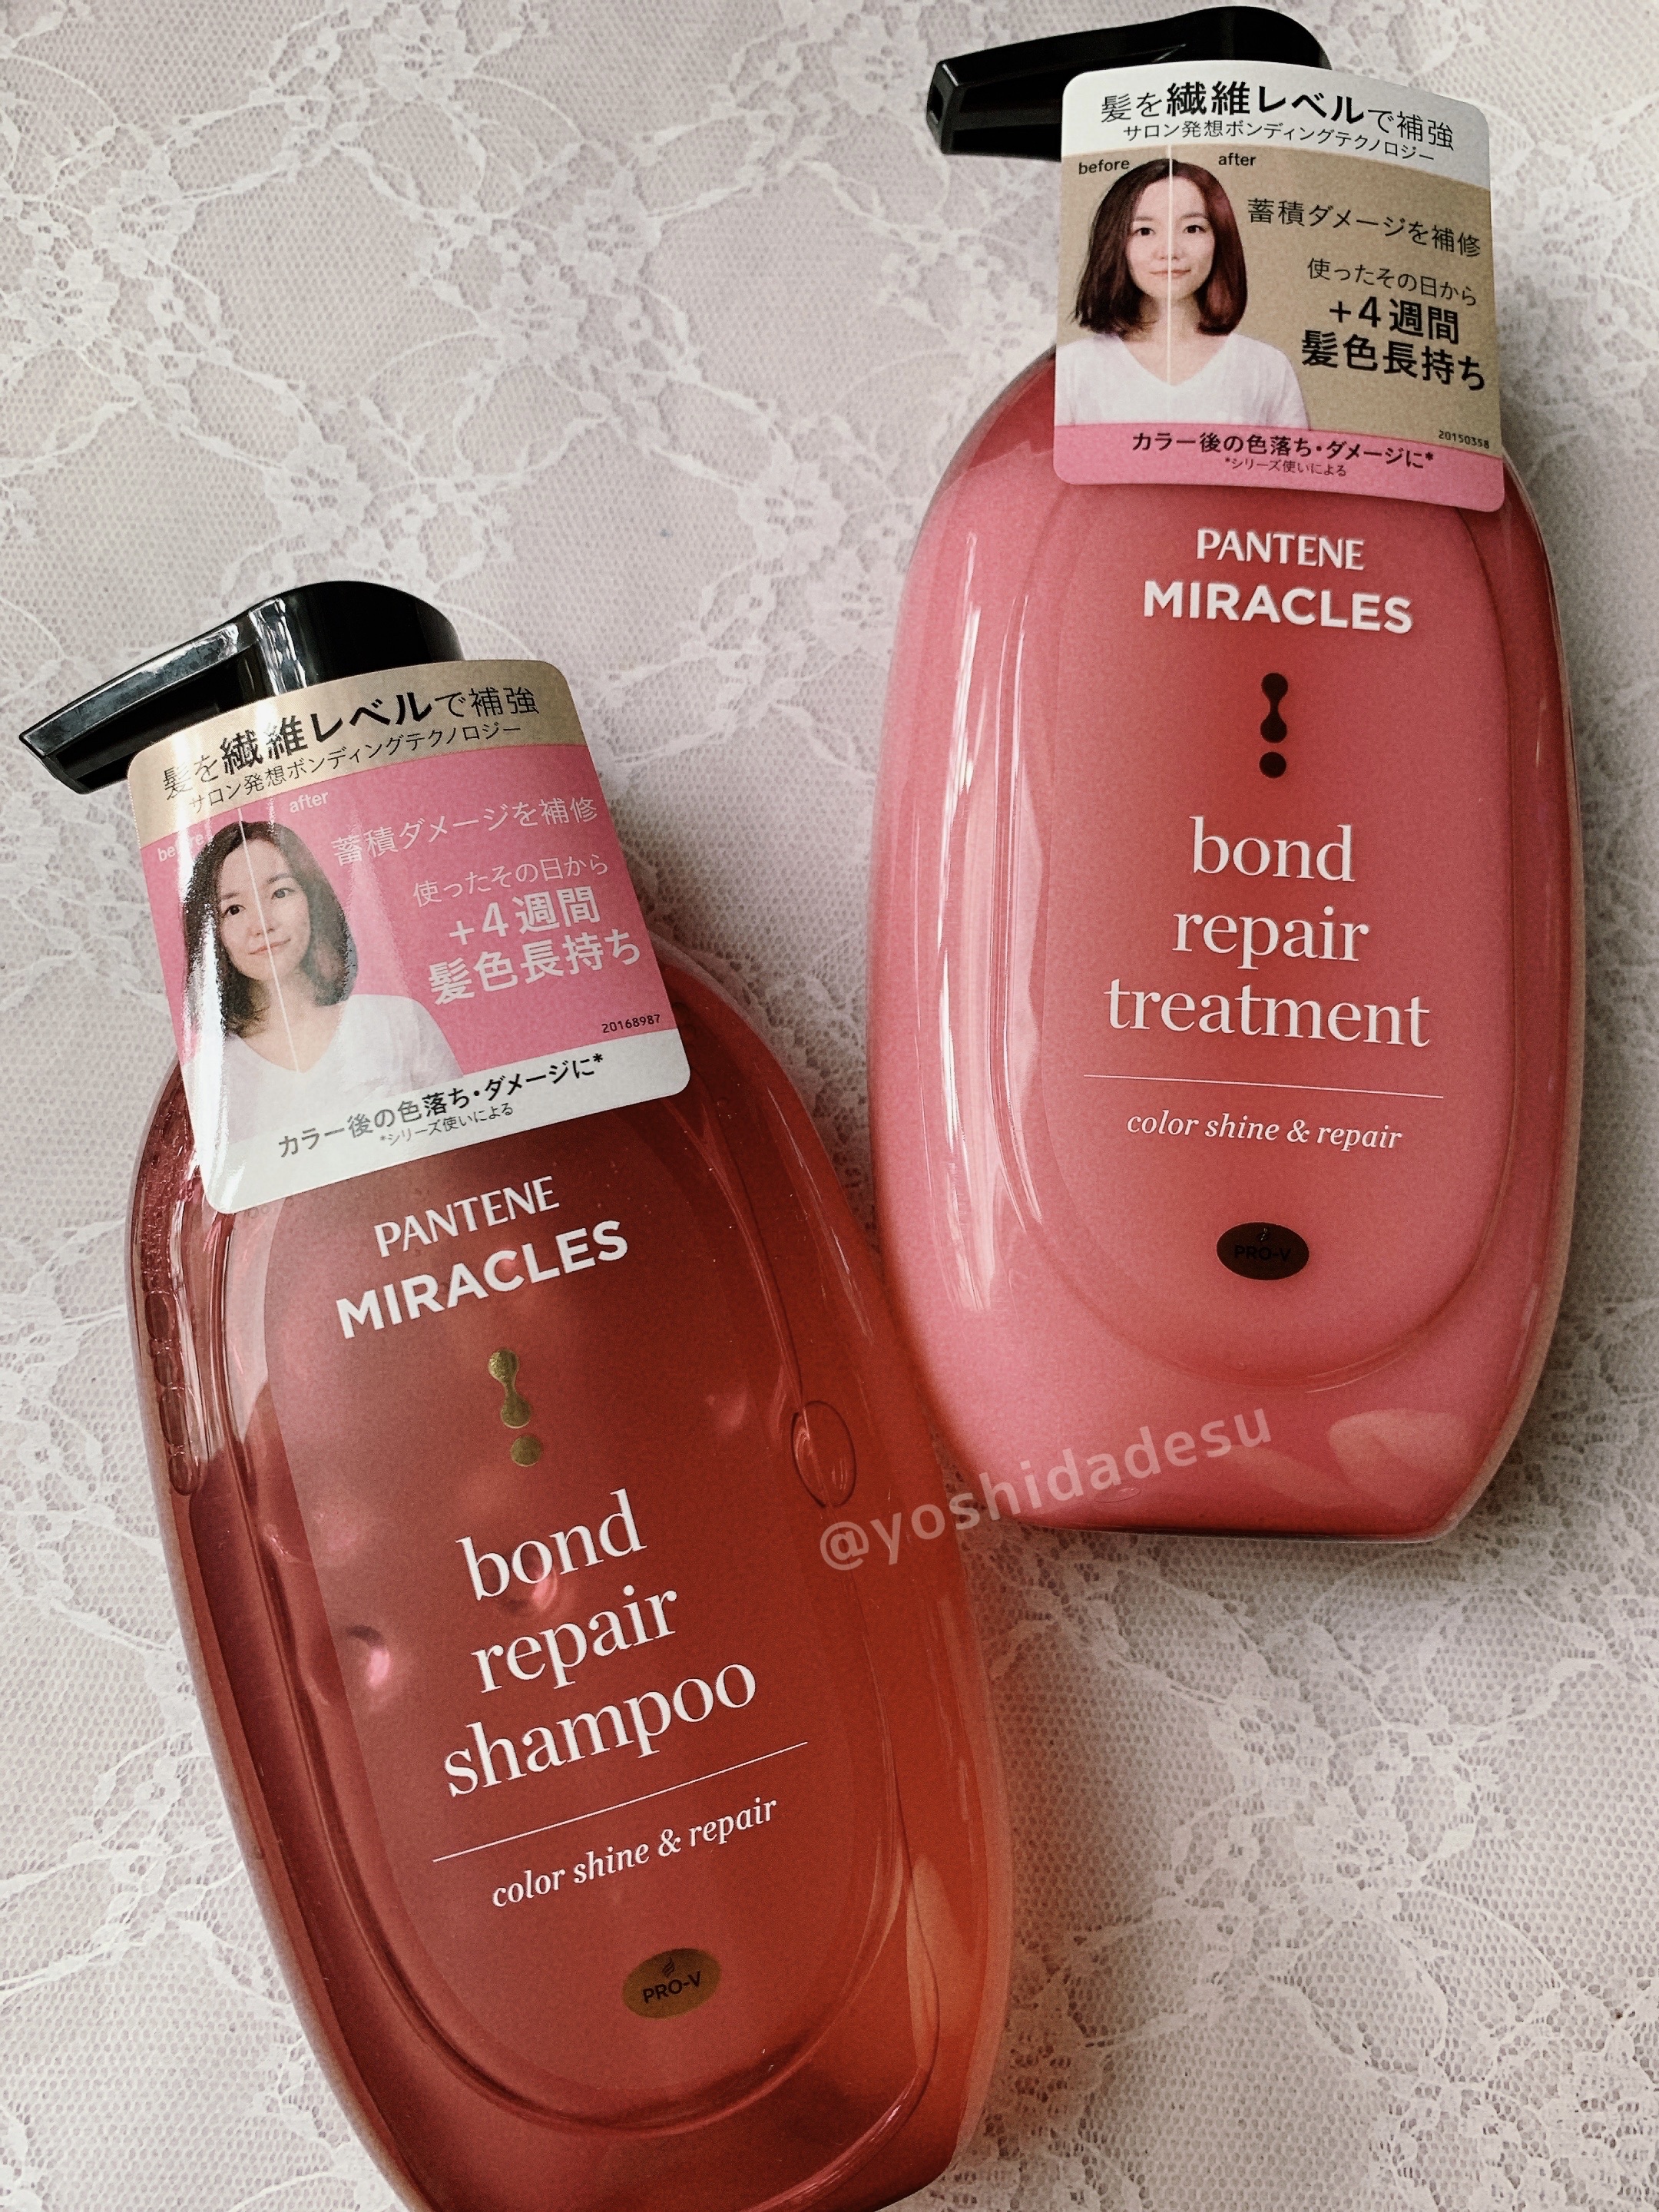 髪を繊維レベルで補強
サロン発想ボンディングテクノロジー
before
after
蓄積ダメージを補修
使ったその日から
+4週間
髪色長持ち
20150358
カラー後の色落ち・ダメージに*
*シリーズ使いによる
PANTENE
MIRACLES
bond
repair
treatment
color shine & repair
PRO-V
髪を繊維レベルで補強
サロン発想ボンディングテクノロジー
before
after
蓄積ダメージを補修
使ったその日から
+4週間
髪色長持ち
20168987
カラー後の色落ち・ダメージに*
*シリーズ使いによる
PANTENE
MIRACLES
bond
repair
shampoo
color shine & repair
PRO-V
@yoshidadesu